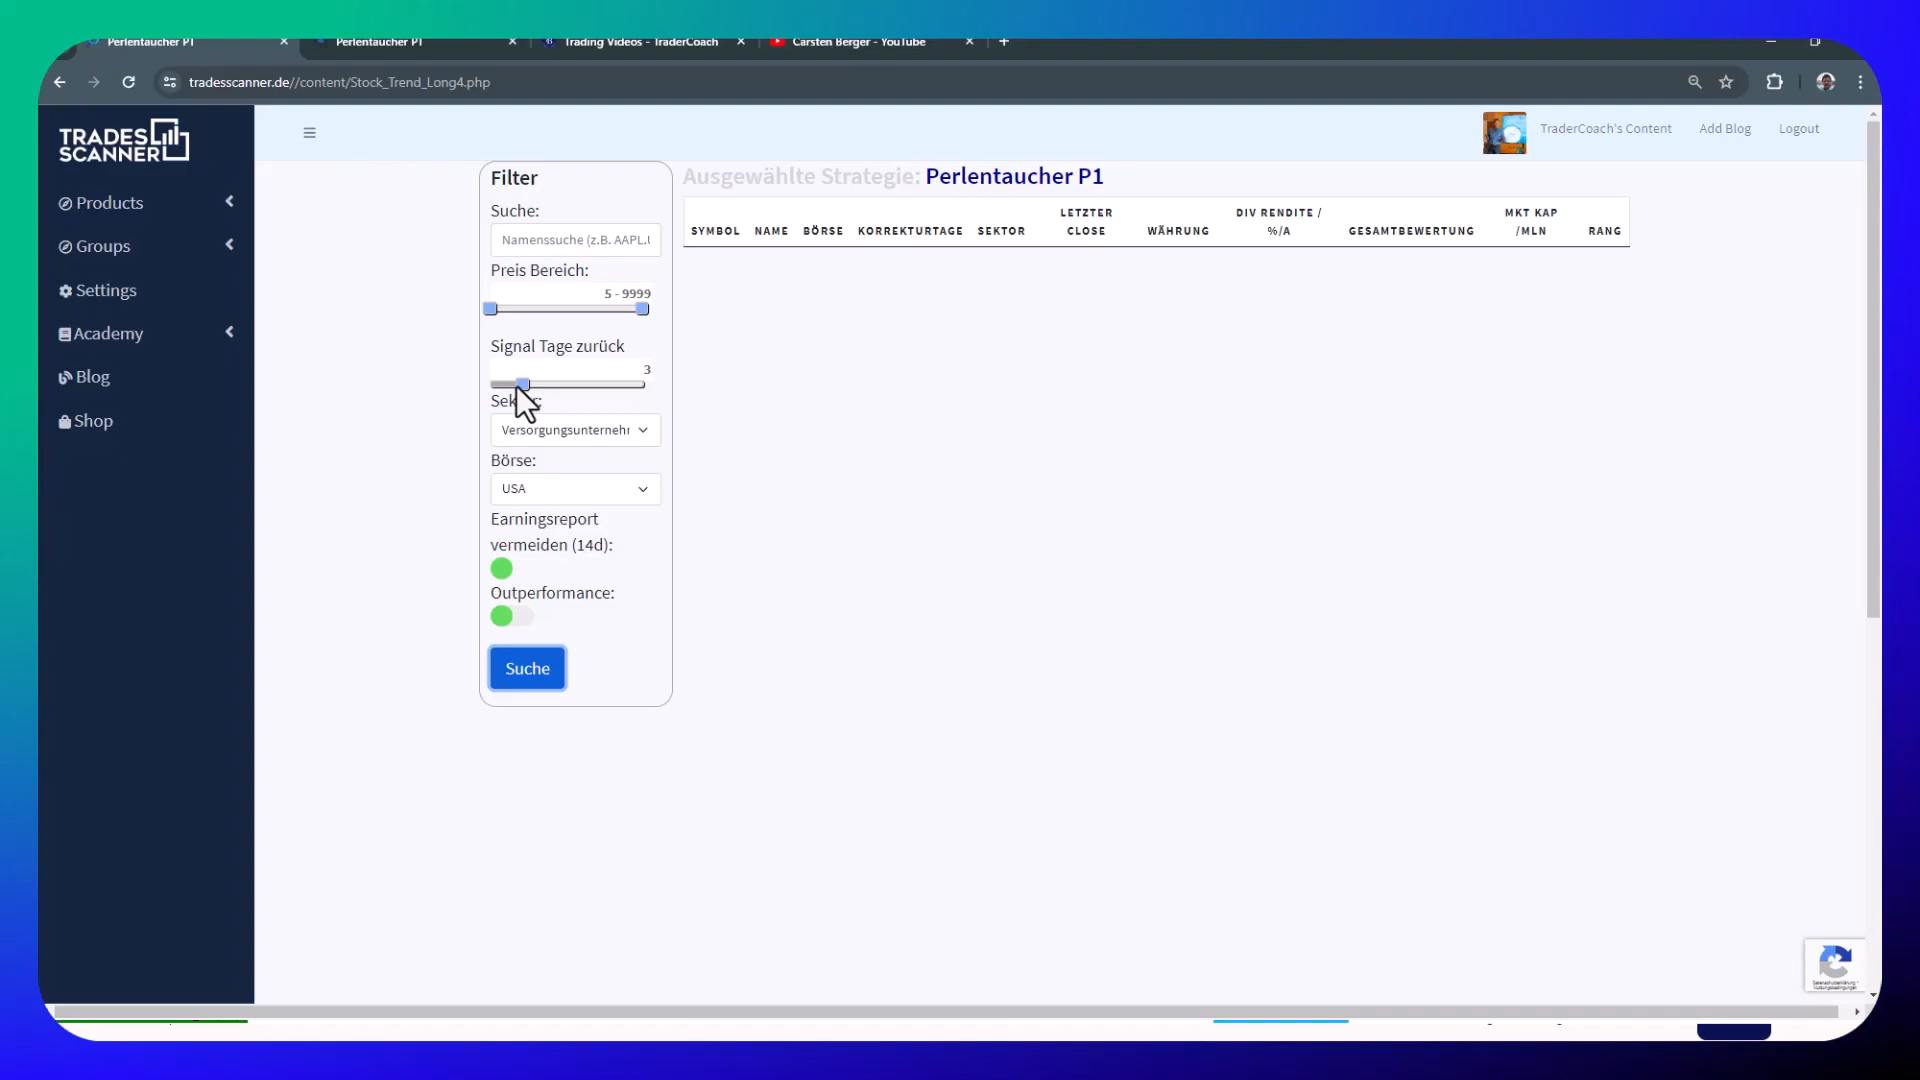 Perlentaucher P1
Perlentaucher P1
Trading Videos - TraderCoach
Carsten Berger - YouTube
tradesscanner.de//content/Stock_Trend_Long4.php
TRADES
SCANNER
TraderCoach's Content
Add Blog
Logout
Products
Groups
Settings
Academy
Blog
Shop
Filter
Suche:
Namenssuche (z.B. AAPL.U
Preis Bereich:
5 - 9999
Signal Tage zurück
3
Versorgungsunternehm
Börse:
USA
Earningsreport
vermeiden (14d):
Outperformance:
Suche
Ausgewählte Strategie: Perlentaucher P1
SYMBOL NAME BÖRSE KORREKTURTAGE SEKTOR LETZTER CLOSE WÄHRUNG DIV RENDITE / %/A GESAMTBEWERTUNG MKT KAP /MLN RANG